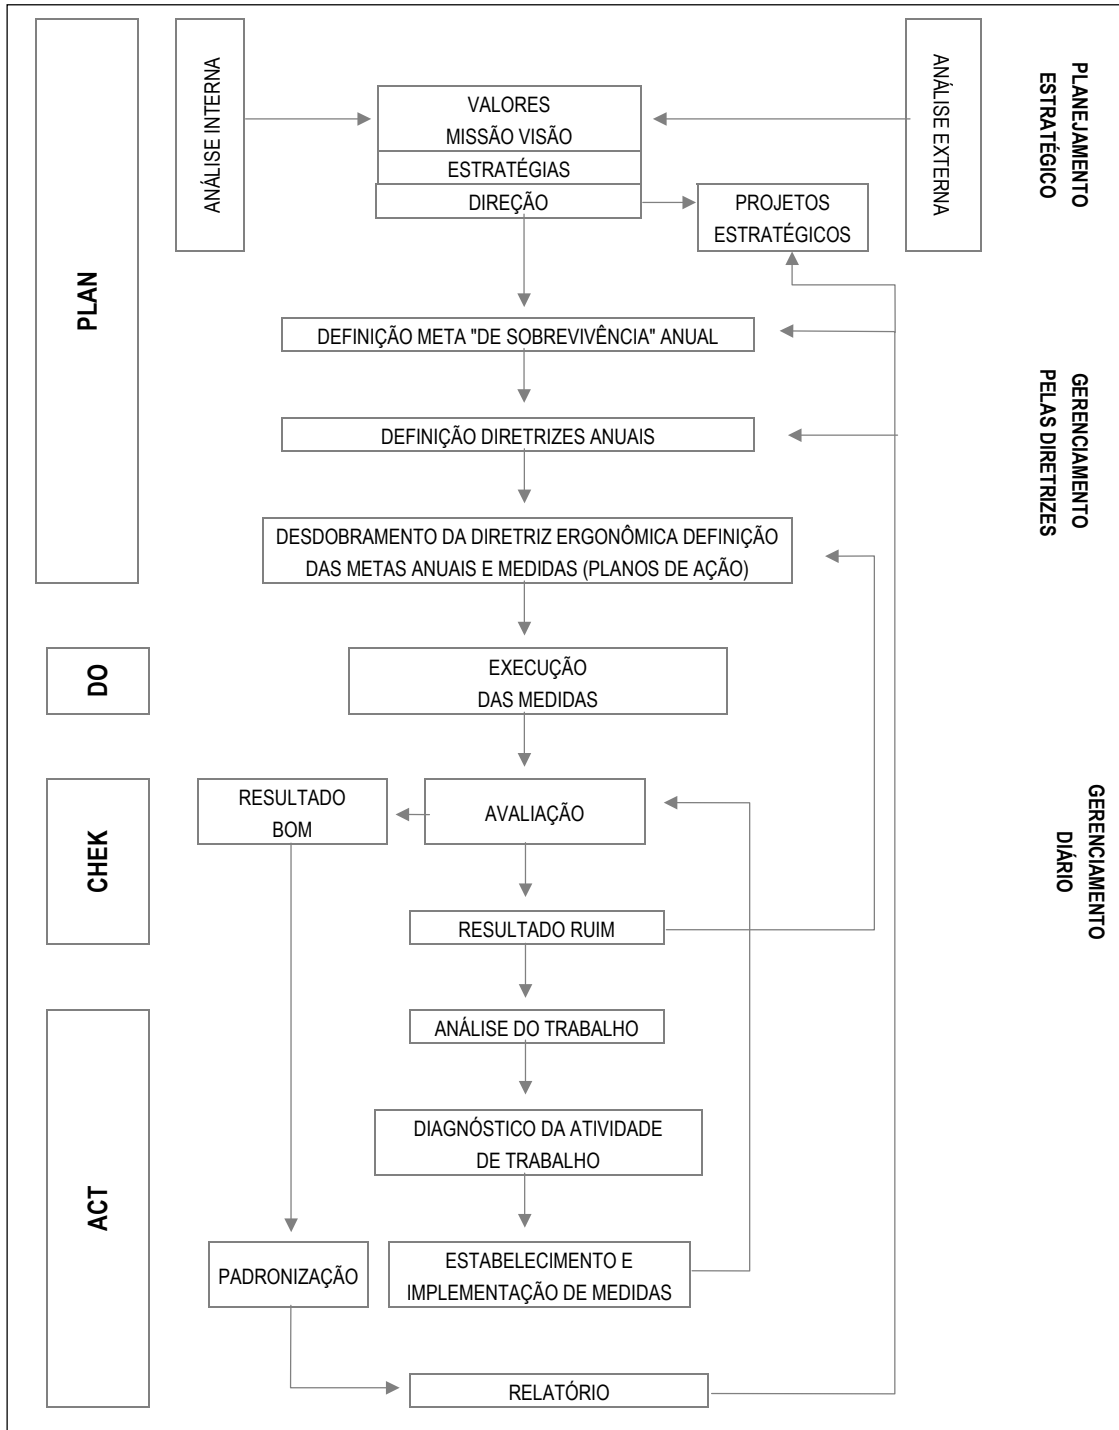 ANÁLISE INTERNA
VALORES
MISSÃO VISÃO
ESTRATÉGIAS
DIREÇÃO
PROJETOS
ESTRATÉGICOS
ANÁLISE EXTERNA
PLANEJAMENTO
ESTRATÉGICO
PLAN
DEFINIÇÃO META "DE SOBREVIVÊNCIA" ANUAL
DEFINIÇÃO DIRETRIZES ANUAIS
GERENCIAMENTO
PELAS DIRETRIZES
DESDOBRAMENTO DA DIRETRIZ ERGONÔMICA DEFINIÇÃO
DAS METAS ANUAIS E MEDIDAS (PLANOS DE AÇÃO)
DO
EXECUÇÃO
DAS MEDIDAS
CHEK
RESULTADO
BOM
AVALIAÇÃO
GERENCIAMENTO
DIÁRIO
RESULTADO RUIM
ACT
ANÁLISE DO TRABALHO
DIAGNÓSTICO DA ATIVIDADE
DE TRABALHO
PADRONIZAÇÃO
ESTABELECIMENTO E
IMPLEMENTAÇÃO DE MEDIDAS
RELATÓRIO